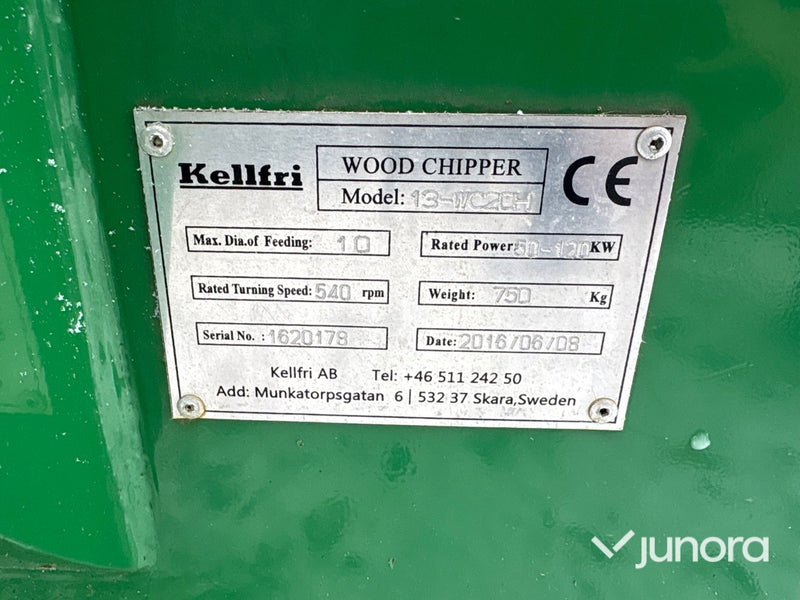 Kellfri
WOOD CHIPPER
Model: 13-WC2CH
CE
Max. Dia.of Feeding: 10
Rated Power: 50-120 KW
Rated Turning Speed: 540 rpm
Weight: 750 Kg
Serial No. : 1620178
Date: 2016/06/08
Kellfri AB Tel: +46 511 242 50
Add: Munkatorpsgatan 6 | 532 37 Skara,Sweden
junora